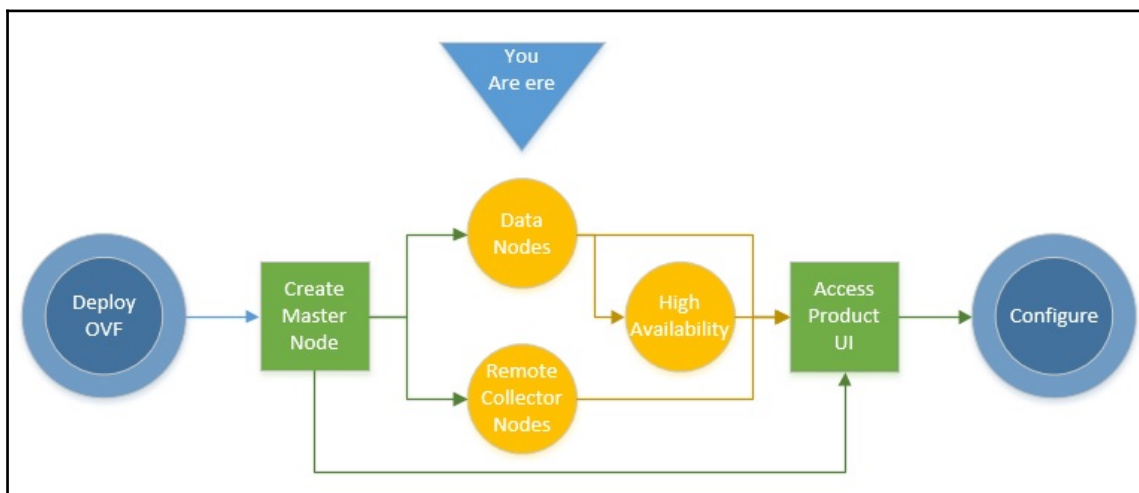 You
Are ere
Data
Nodes
Deploy
OVF
Create
Master
Node
High
Availability
Access
Product
UI
Configure
Remote
Collector
Nodes